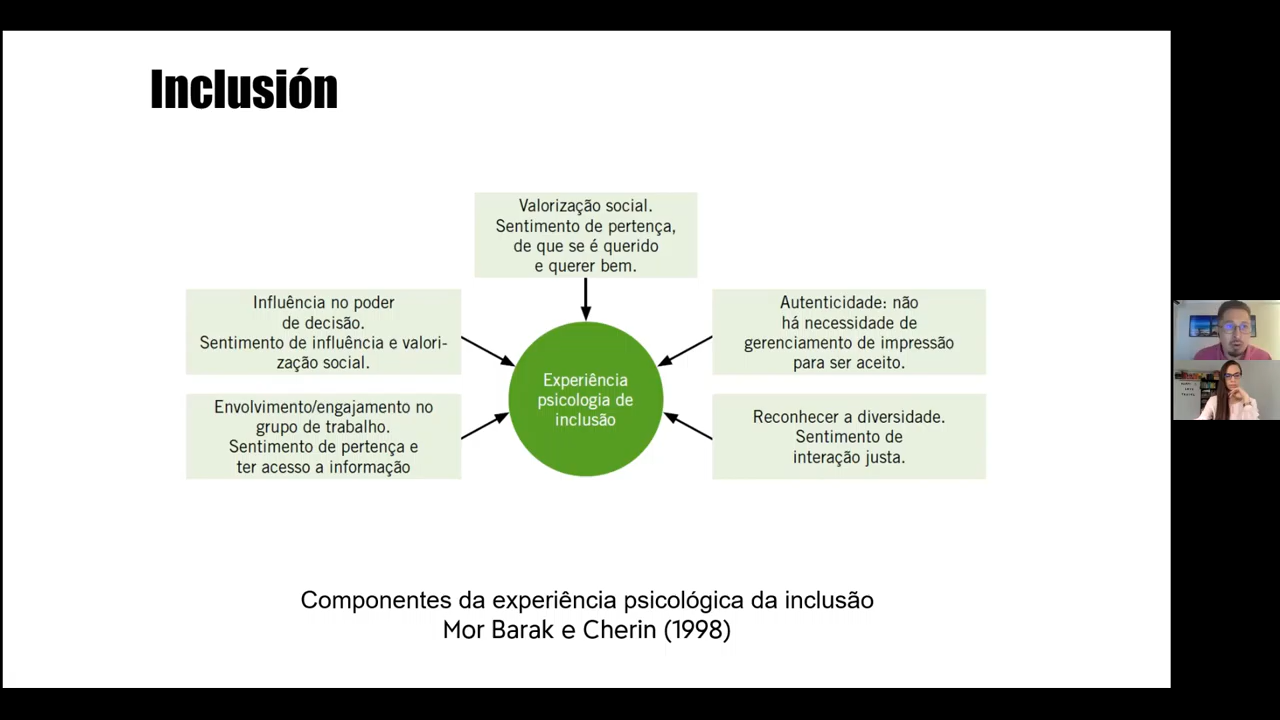 Inclusión
Valorização social.
Sentimento de pertença,
de que se é querido
e querer bem.
Influência no poder
de decisão.
Sentimento de influência e valori-
zação social.
Autenticidade: não
há necessidade de
gerenciamento de impressão
para ser aceito.
Experiência
psicologia de
inclusão
Envolvimento/engajamento no
grupo de trabalho.
Sentimento de pertença e
ter acesso a informação
Reconhecer a diversidade.
Sentimento de
interação justa.
Componentes da experiência psicológica da inclusão
Mor Barak e Cherin (1998)